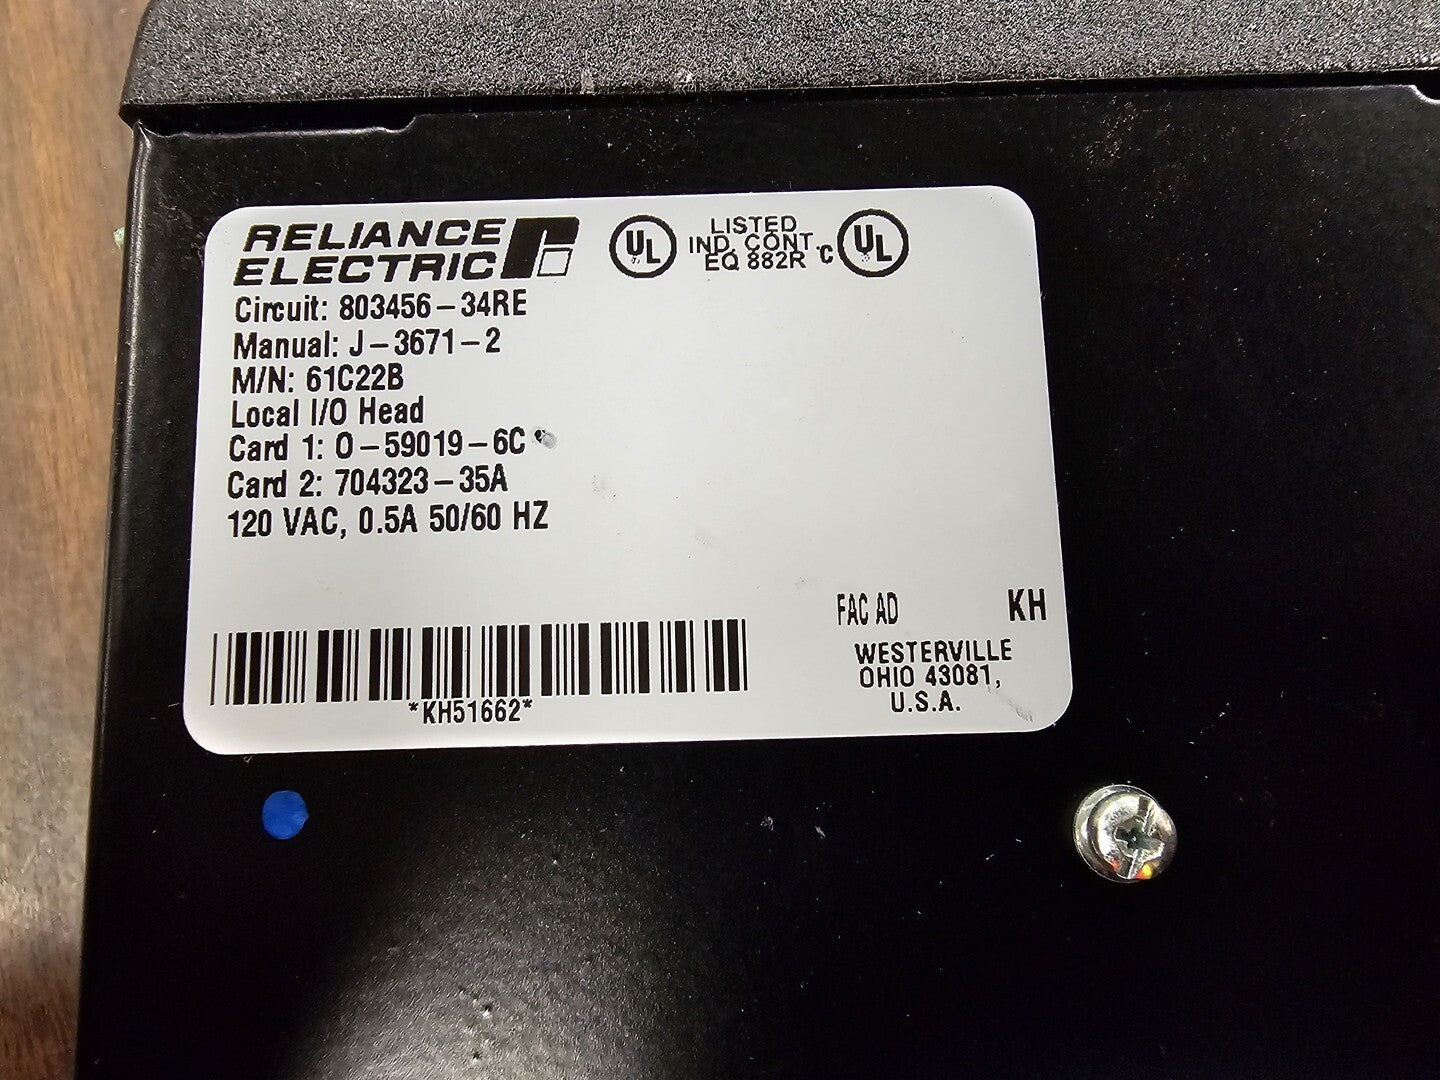 RELIANCE
ELECTRIC
UL
LISTED
IND. CONT.
EQ 882R
C UL
Circuit: 803456-34RE
Manual: J-3671-2
M/N: 61C22B
Local I/O Head
Card 1: 0-59019-6C
Card 2: 704323-35A
120 VAC, 0.5A 50/60 HZ
FAC AD KH
WESTERVILLE
OHIO 43081,
U.S.A.
*KH51662*